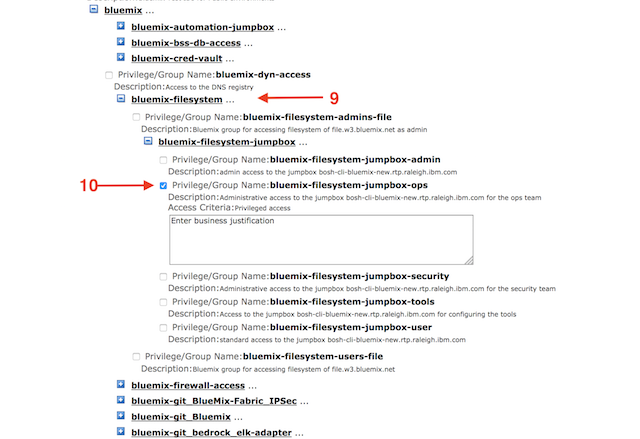 bluemix ...
bluemix-automation-jumpbox ...
bluemix-bss-db-access ...
bluemix-cred-vault ...
Privilege/Group Name:bluemix-dyn-access
Description:Access to the DNS registry
bluemix-filesystem ... 9
Privilege/Group Name:bluemix-filesystem-admins-file
Description:Bluemix group for accessing filesystem of file.w3.bluemix.net as admin
bluemix-filesystem-jumpbox ...
Privilege/Group Name:bluemix-filesystem-jumpbox-admin
Description:admin access to the jumpbox bosh-cli-bluemix-new.rtp.raleigh.ibm.com
10 Privilege/Group Name:bluemix-filesystem-jumpbox-ops
Description:Administrative access to the jumpbox bosh-cli-bluemix-new.rtp.raleigh.ibm.com for the ops team
Access Criteria:Privileged access
Enter business justification
Privilege/Group Name:bluemix-filesystem-jumpbox-security
Description:Administrative access to the jumpbox bosh-cli-bluemix-new.rtp.raleigh.ibm.com for the security team
Privilege/Group Name:bluemix-filesystem-jumpbox-tools
Description:Access to the jumpbox bosh-cli-bluemix-new.rtp.raleigh.ibm.com for configuring the tools
Privilege/Group Name:bluemix-filesystem-jumpbox-user
Description:standard access to the jumpbox bosh-cli-bluemix-new.rtp.raleigh.ibm.com
Privilege/Group Name:bluemix-filesystem-users-file
Description:Bluemix group for accessing filesystem of file.w3.bluemix.net
bluemix-firewall-access ...
bluemix-git_BlueMix-Fabric_IPSec ...
bluemix-git_Bluemix ...
bluemix-git_bedrock_elk-adapter ...